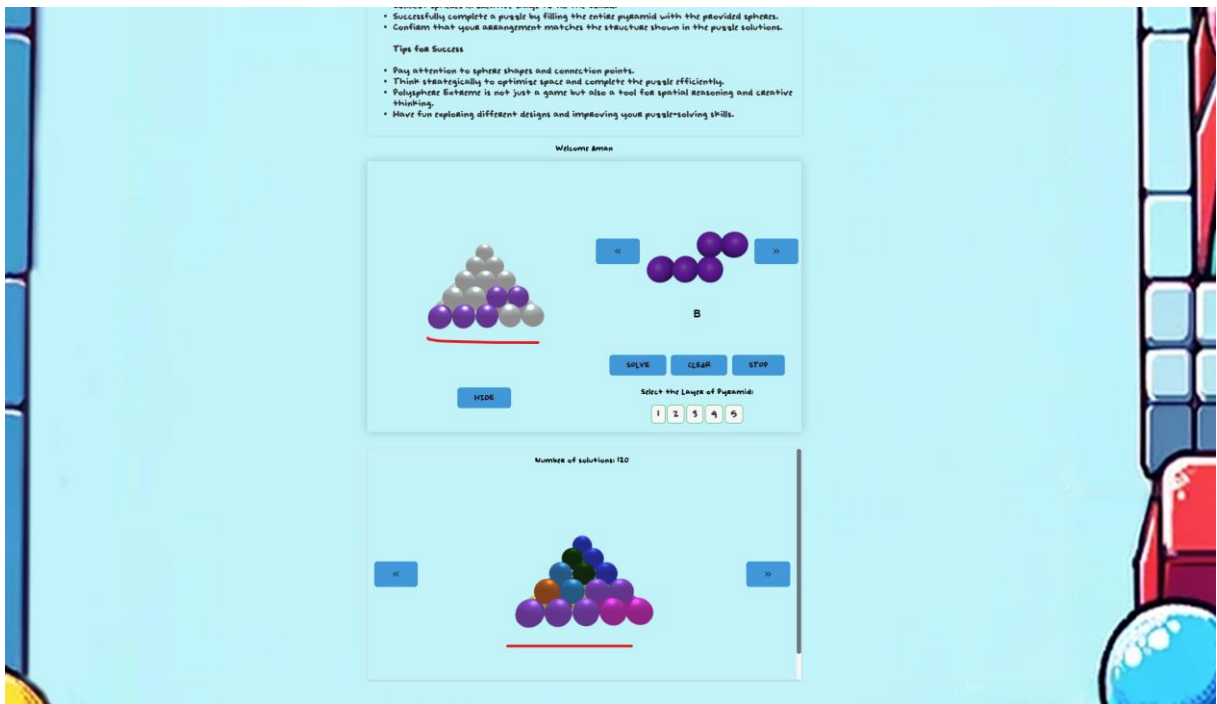 • Successfully complete a puzzle by filling the entire pyramid with the provided spheres.
• Confirm that your arrangement matches the structure shown in the puzzle solutions.
Tips for Success
• Pay attention to sphere shapes and connection points.
• Think strategically to optimize space and complete the puzzle efficiently.
• Polysphere Extreme is not just a game but also a tool for spatial reasoning and creative
thinking.
• Have fun exploring different designs and improving your puzzle-solving skills.
Welcome Aman
«
»
B
SOLVE CLEAR STOP
HIDE
Select the Layer of Pyramid:
1 2 3 4 5
Number of solutions: 120
«
»